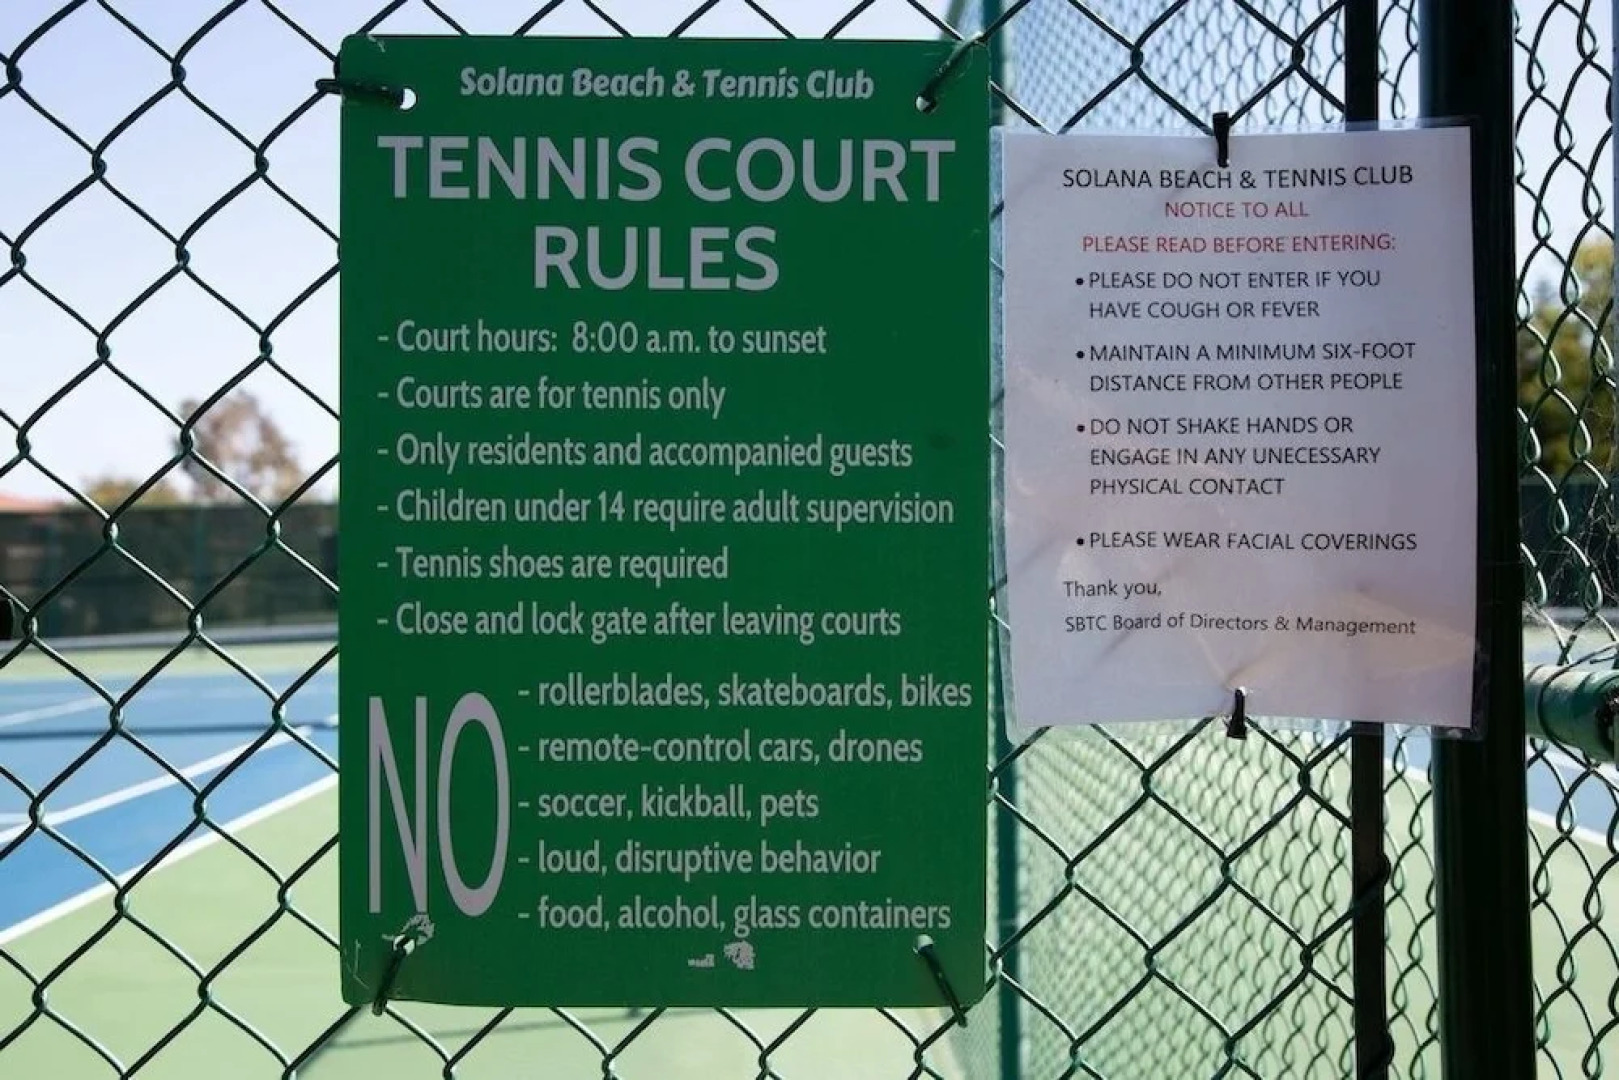 Solana Beach & Tennis Club
TENNIS COURT
RULES
- Court hours: 8:00 a.m. to sunset
- Courts are for tennis only
- Only residents and accompanied guests
- Children under 14 require adult supervision
- Tennis shoes are required
- Close and lock gate after leaving courts
NO
- rollerblades, skateboards, bikes
- remote-control cars, drones
- soccer, kickball, pets
- loud, disruptive behavior
- food, alcohol, glass containers
SOLANA BEACH & TENNIS CLUB
NOTICE TO ALL
PLEASE READ BEFORE ENTERING:
• PLEASE DO NOT ENTER IF YOU
HAVE COUGH OR FEVER
• MAINTAIN A MINIMUM SIX-FOOT
DISTANCE FROM OTHER PEOPLE
• DO NOT SHAKE HANDS OR
ENGAGE IN ANY UNECESSARY
PHYSICAL CONTACT
• PLEASE WEAR FACIAL COVERINGS
Thank you,
SBTC Board of Directors & Management